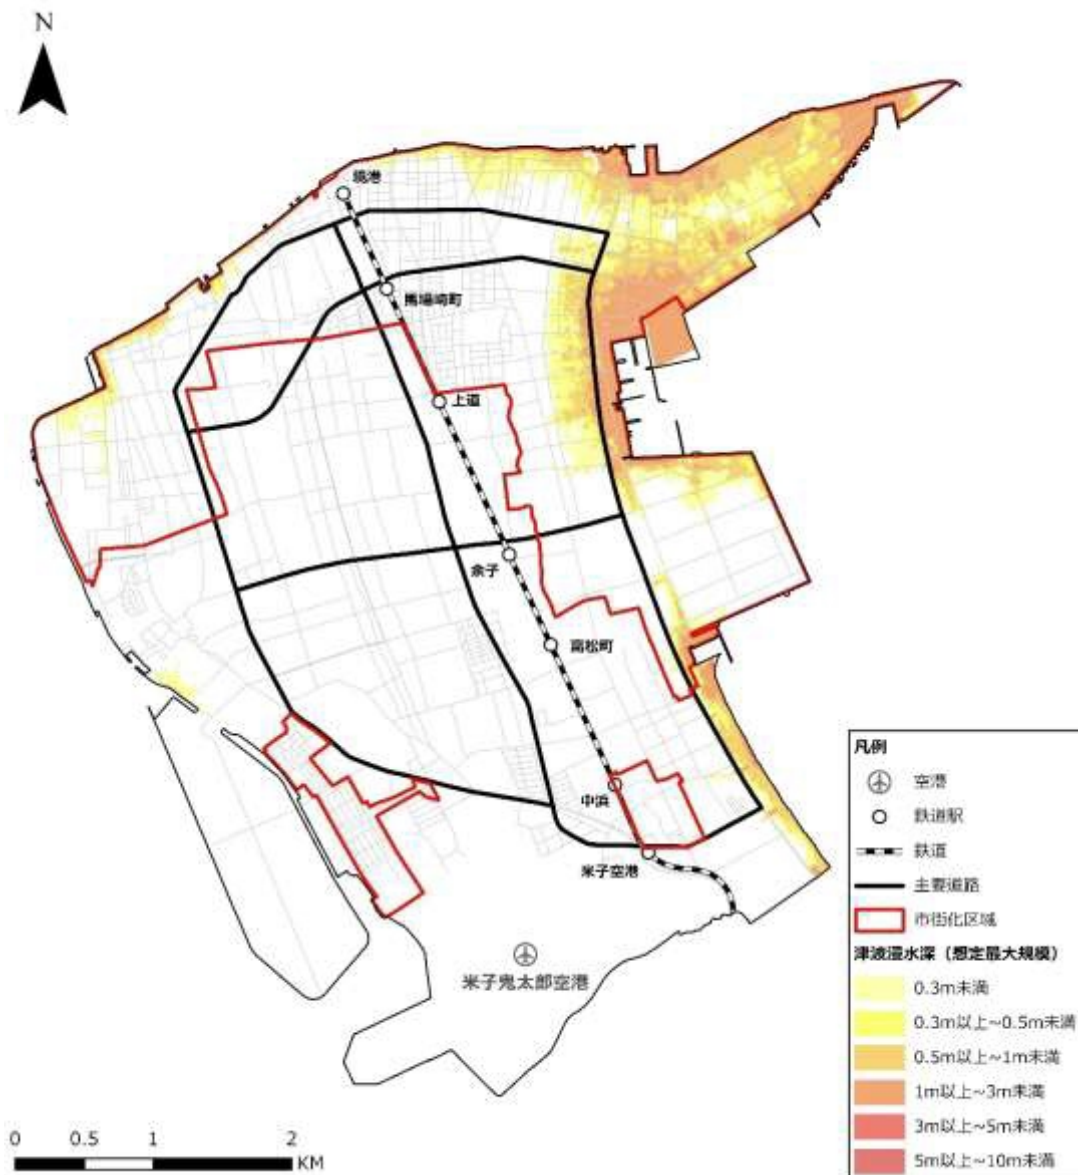 N
境港
馬場崎町
上道
余子
高松町
中浜
米子空港
米子鬼太郎空港
凡例
空港
鉄道駅
鉄道
主要道路
市街化区域
津波浸水深（想定最大規模）
0.3m未満
0.3m以上~0.5m未満
0.5m以上~1m未満
1m以上~3m未満
3m以上~5m未満
5m以上~10m未満
0 0.5 1 2
KM